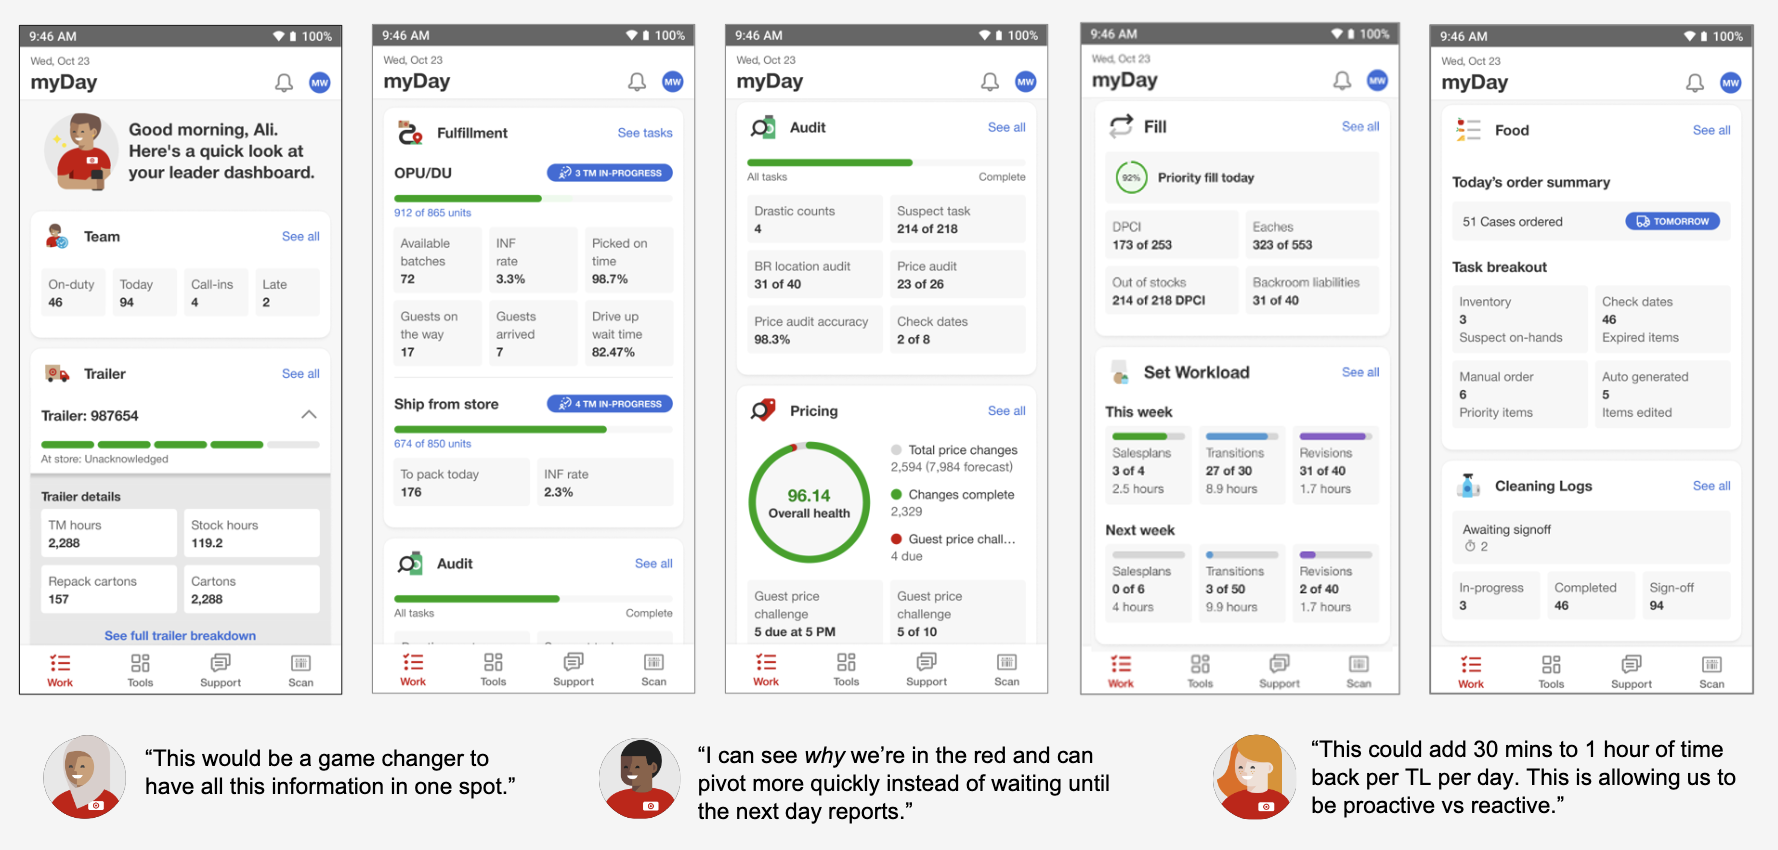 9:46 AM
100%
Wed, Oct 23
myDay
MW
Good morning, Ali.
Here's a quick look at
your leader dashboard.
Team
See all
On-duty
46
Today
94
Call-ins
4
Late
2
Trailer
See all
Trailer: 987654
At store: Unacknowledged
Trailer details
TM hours
2,288
Stock hours
119.2
Repack cartons
157
Cartons
2,288
See full trailer breakdown
Work
Tools
Support
Scan
9:46 AM
100%
Wed, Oct 23
myDay
MW
Fulfillment
See tasks
OPU/DU
3 TM IN-PROGRESS
912 of 865 units
Available
batches
72
INF
rate
3.3%
Picked on
time
98.7%
Guests on
the way
17
Guests
arrived
7
Drive up
wait time
82.47%
Ship from store
4 TM IN-PROGRESS
674 of 850 units
To pack today
176
INF rate
2.3%
Audit
See all
All tasks
Complete
Work
Tools
Support
Scan
9:46 AM
100%
Wed, Oct 23
myDay
MW
Audit
See all
All tasks
Complete
Drastic counts
4
Suspect task
214 of 218
BR location audit
31 of 40
Price audit
23 of 26
Price audit accuracy
98.3%
Check dates
2 of 8
Pricing
See all
96.14
Overall health
Total price changes
2,594 (7,984 forecast)
Changes complete
2,329
Guest price chall...
4 due
Guest price
challenge
5 due at 5 PM
Guest price
challenge
5 of 10
Work
Tools
Support
Scan
9:46 AM
100%
Wed, Oct 23
myDay
MW
Fill
See all
92%
Priority fill today
DPCI
173 of 253
Eaches
323 of 553
Out of stocks
214 of 218 DPCI
Backroom liabilities
31 of 40
Set Workload
See all
This week
Salesplans
3 of 4
2.5 hours
Transitions
27 of 30
8.9 hours
Revisions
31 of 40
1.7 hours
Next week
Salesplans
0 of 6
4 hours
Transitions
3 of 50
9.9 hours
Revisions
2 of 40
1.7 hours
Work
Tools
Support
Scan
9:46 AM
100%
Wed, Oct 23
myDay
MW
Food
See all
Today's order summary
51 Cases ordered
TOMORROW
Task breakout
Inventory
3
Suspect on-hands
Check dates
46
Expired items
Manual order
6
Priority items
Auto generated
5
Items edited
Cleaning Logs
See all
Awaiting signoff
2
In-progress
3
Completed
46
Sign-off
94
Work
Tools
Support
Scan
“This would be a game changer to
have all this information in one spot.”
“I can see why we’re in the red and can
pivot more quickly instead of waiting until
the next day reports.”
“This could add 30 mins to 1 hour of time
back per TL per day. This is allowing us to
be proactive vs reactive.”